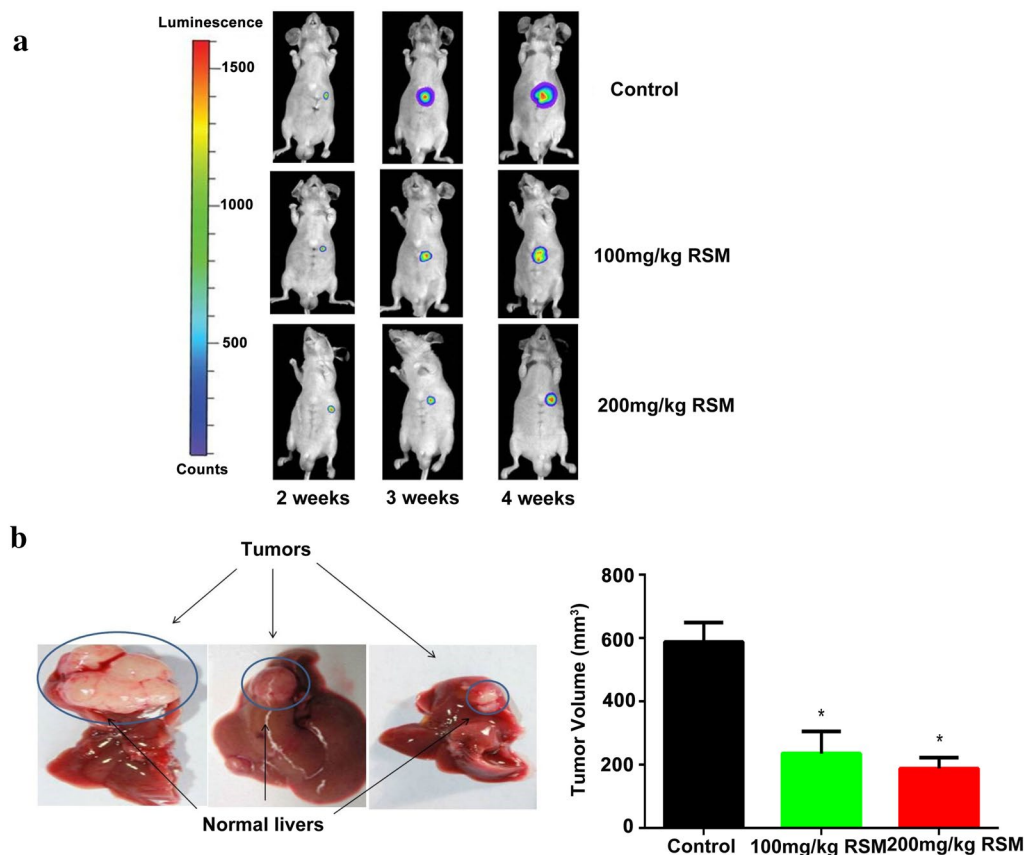 a
Luminescence
1500
1000
500
Counts
Control
100mg/kg RSM
200mg/kg RSM
2 weeks
3 weeks
4 weeks
b
Tumors
Normal livers
Tumor Volume (mm³)
800
600
400
200
0
*
*
Control
100mg/kg RSM
200mg/kg RSM